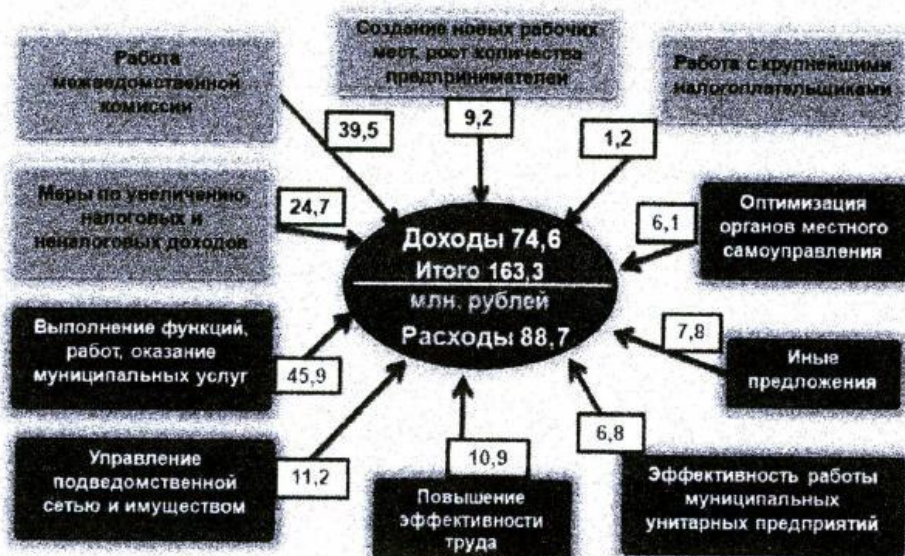 Работа
межведомственной
комиссии
39,5
Создание новых рабочих
мест, рост количества
предпринимателей
9,2
Работа с крупнейшими
налогоплательщиками
1,2
Меры по увеличению
налоговых и
неналоговых доходов
24,7
Доходы 74,6
Итого 163,3
млн. рублей
Расходы 88,7
Оптимизация
органов местного
самоуправления
6,1
Выполнение функций,
работ, оказание
муниципальных услуг
45,9
Иные
предложения
7,8
Управление
подведомственной
сетью и имуществом
11,2
Повышение
эффективности
труда
10,9
Эффективность работы
муниципальных
унитарных предприятий
6,8